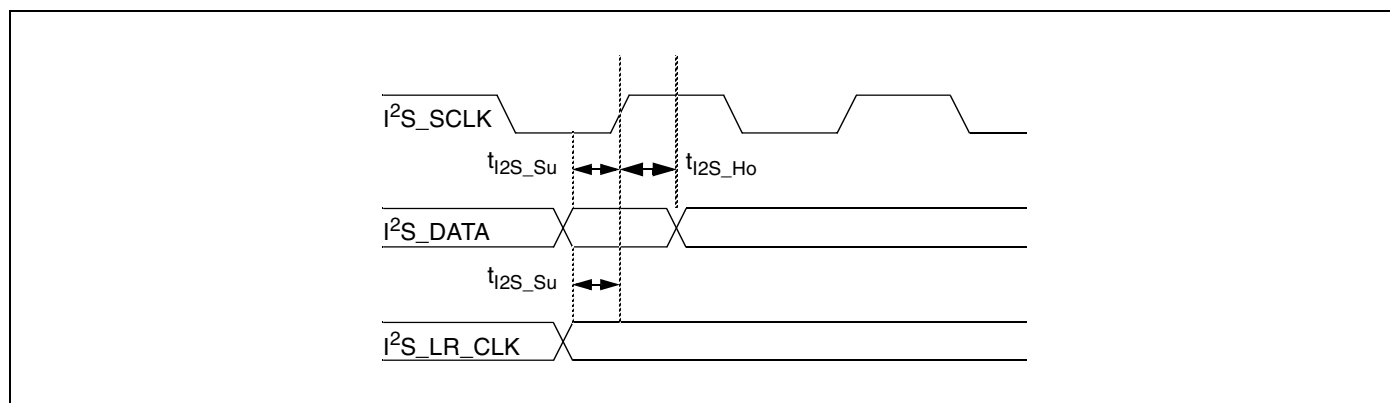 I²S_SCLK
tI2S_Su
tI2S_Ho
I²S_DATA
tI2S_Su
I²S_LR_CLK